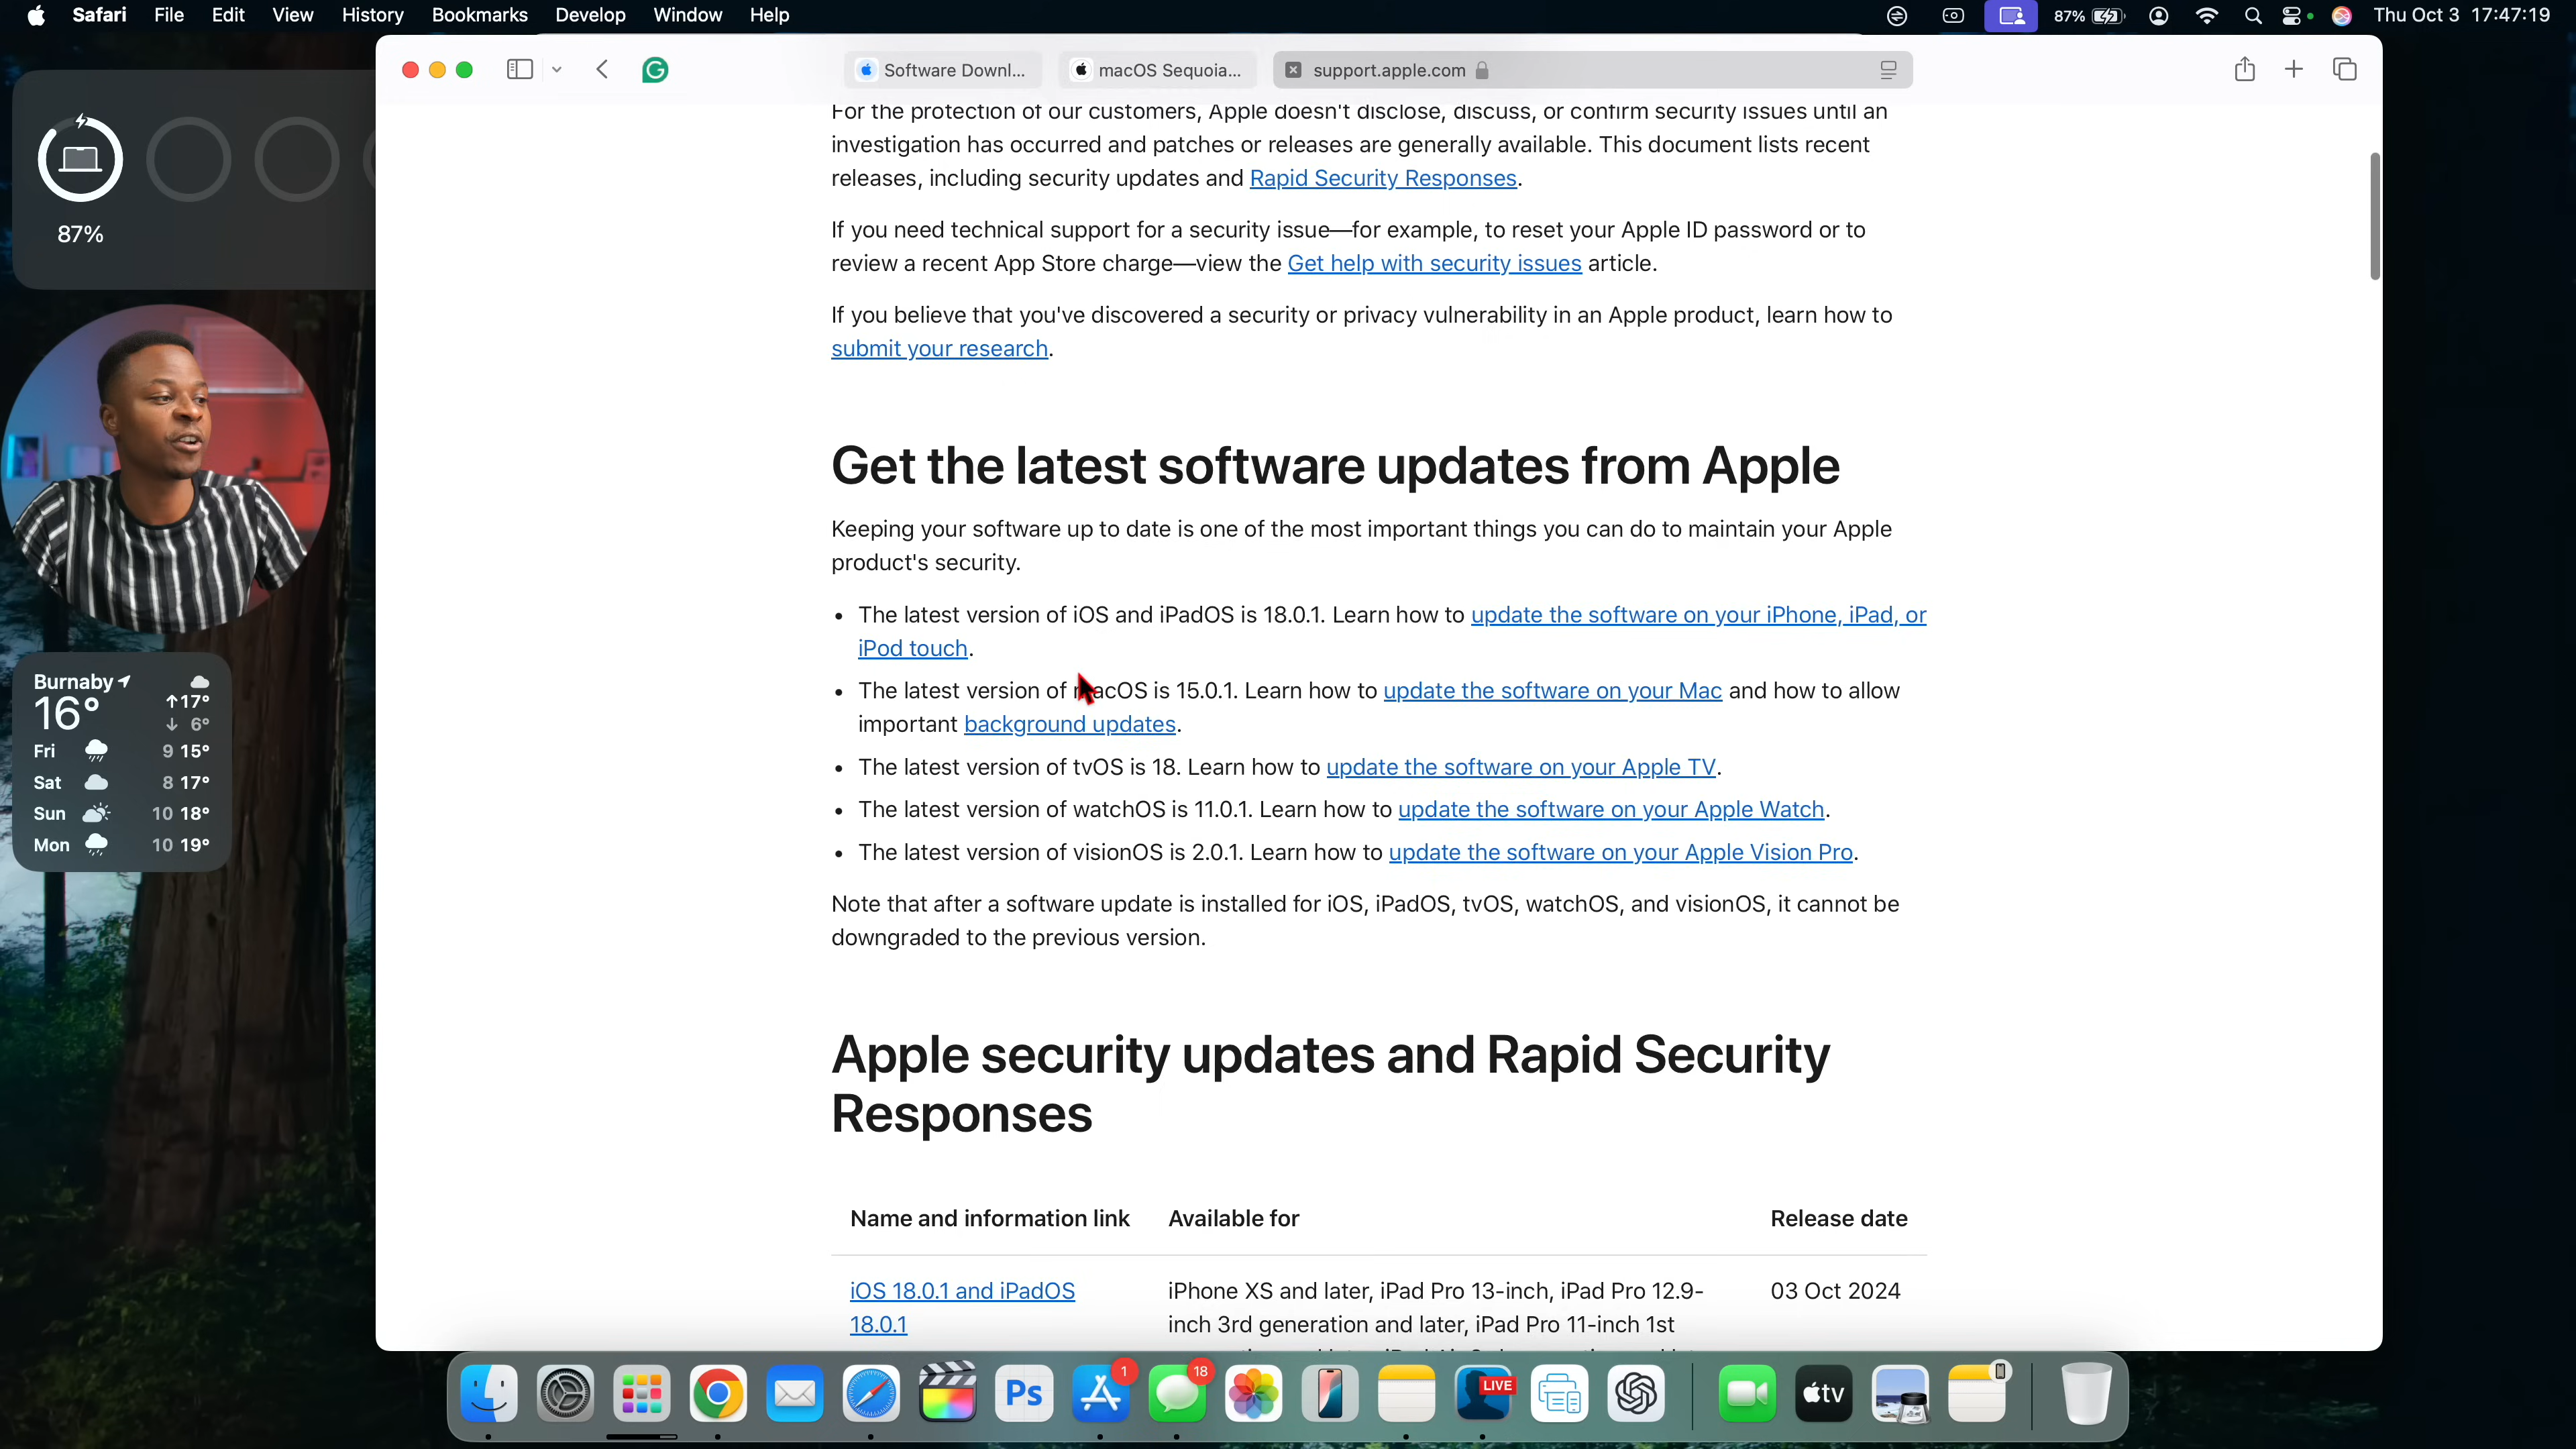 Safari File Edit View History Bookmarks Develop Window Help
87% Thu Oct 3 17:47:19
Software Downl... macOS Sequoia... support.apple.com
87%
Burnaby
16° ↑17°
↓ 6°
Fri 9 15°
Sat 8 17°
Sun 10 18°
Mon 10 19°
For the protection of our customers, Apple doesn't disclose, discuss, or confirm security issues until an
investigation has occurred and patches or releases are generally available. This document lists recent
releases, including security updates and Rapid Security Responses.
If you need technical support for a security issue—for example, to reset your Apple ID password or to
review a recent App Store charge—view the Get help with security issues article.
If you believe that you've discovered a security or privacy vulnerability in an Apple product, learn how to
submit your research.
Get the latest software updates from Apple
Keeping your software up to date is one of the most important things you can do to maintain your Apple
product's security.
• The latest version of iOS and iPadOS is 18.0.1. Learn how to update the software on your iPhone, iPad, or
iPod touch.
• The latest version of macOS is 15.0.1. Learn how to update the software on your Mac and how to allow
important background updates.
• The latest version of tvOS is 18. Learn how to update the software on your Apple TV.
• The latest version of watchOS is 11.0.1. Learn how to update the software on your Apple Watch.
• The latest version of visionOS is 2.0.1. Learn how to update the software on your Apple Vision Pro.
Note that after a software update is installed for iOS, iPadOS, tvOS, watchOS, and visionOS, it cannot be
downgraded to the previous version.
Apple security updates and Rapid Security
Responses
Name and information link Available for Release date
iOS 18.0.1 and iPadOS iPhone XS and later, iPad Pro 13-inch, iPad Pro 12.9- 03 Oct 2024
18.0.1 inch 3rd generation and later, iPad Pro 11-inch 1st
Ps 1 18 LIVE tv